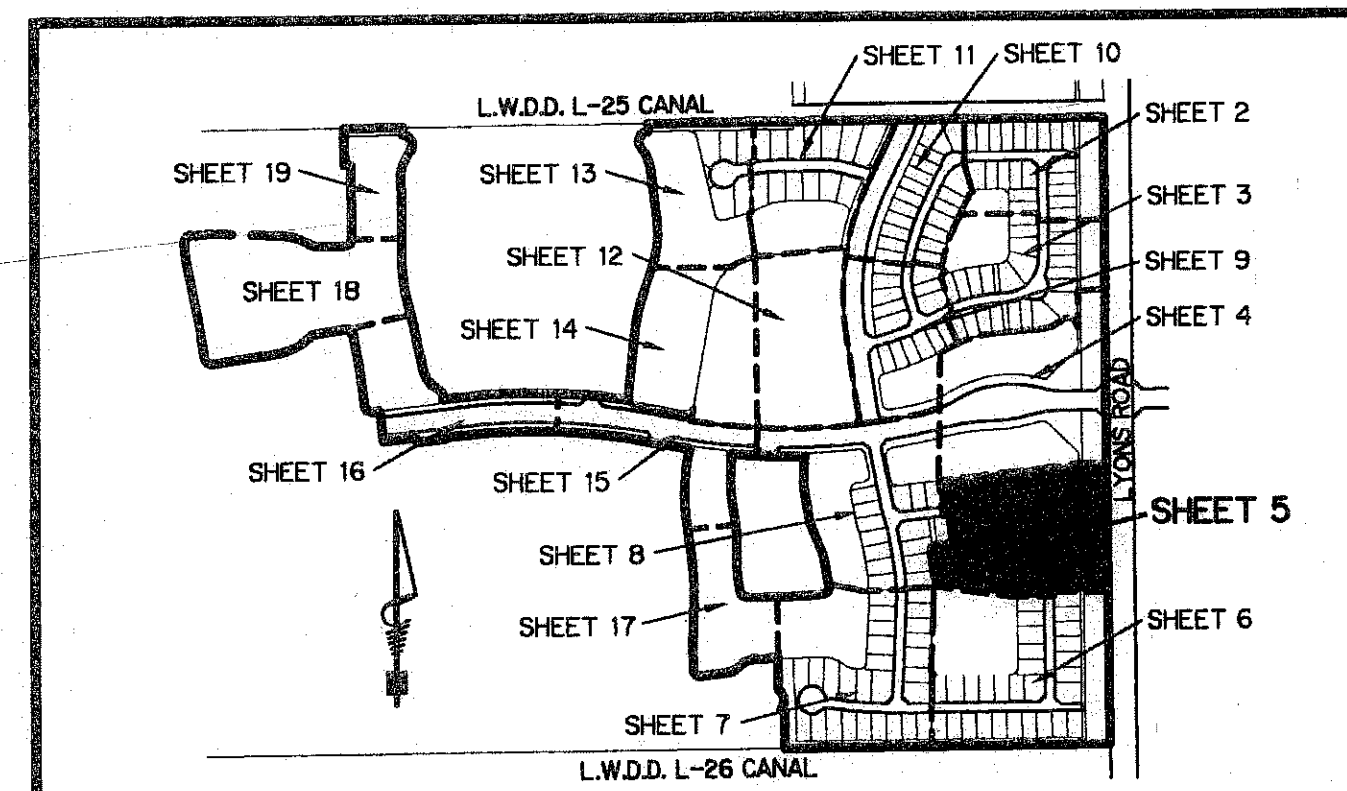 SHEET 11
SHEET 10
L.W.D.D. L-25 CANAL
SHEET 2
SHEET 19
SHEET 13
SHEET 3
SHEET 12
SHEET 9
SHEET 18
SHEET 14
SHEET 4
LYONS ROAD
SHEET 16
SHEET 15
SHEET 5
SHEET 8
SHEET 17
SHEET 6
SHEET 7
L.W.D.D. L-26 CANAL